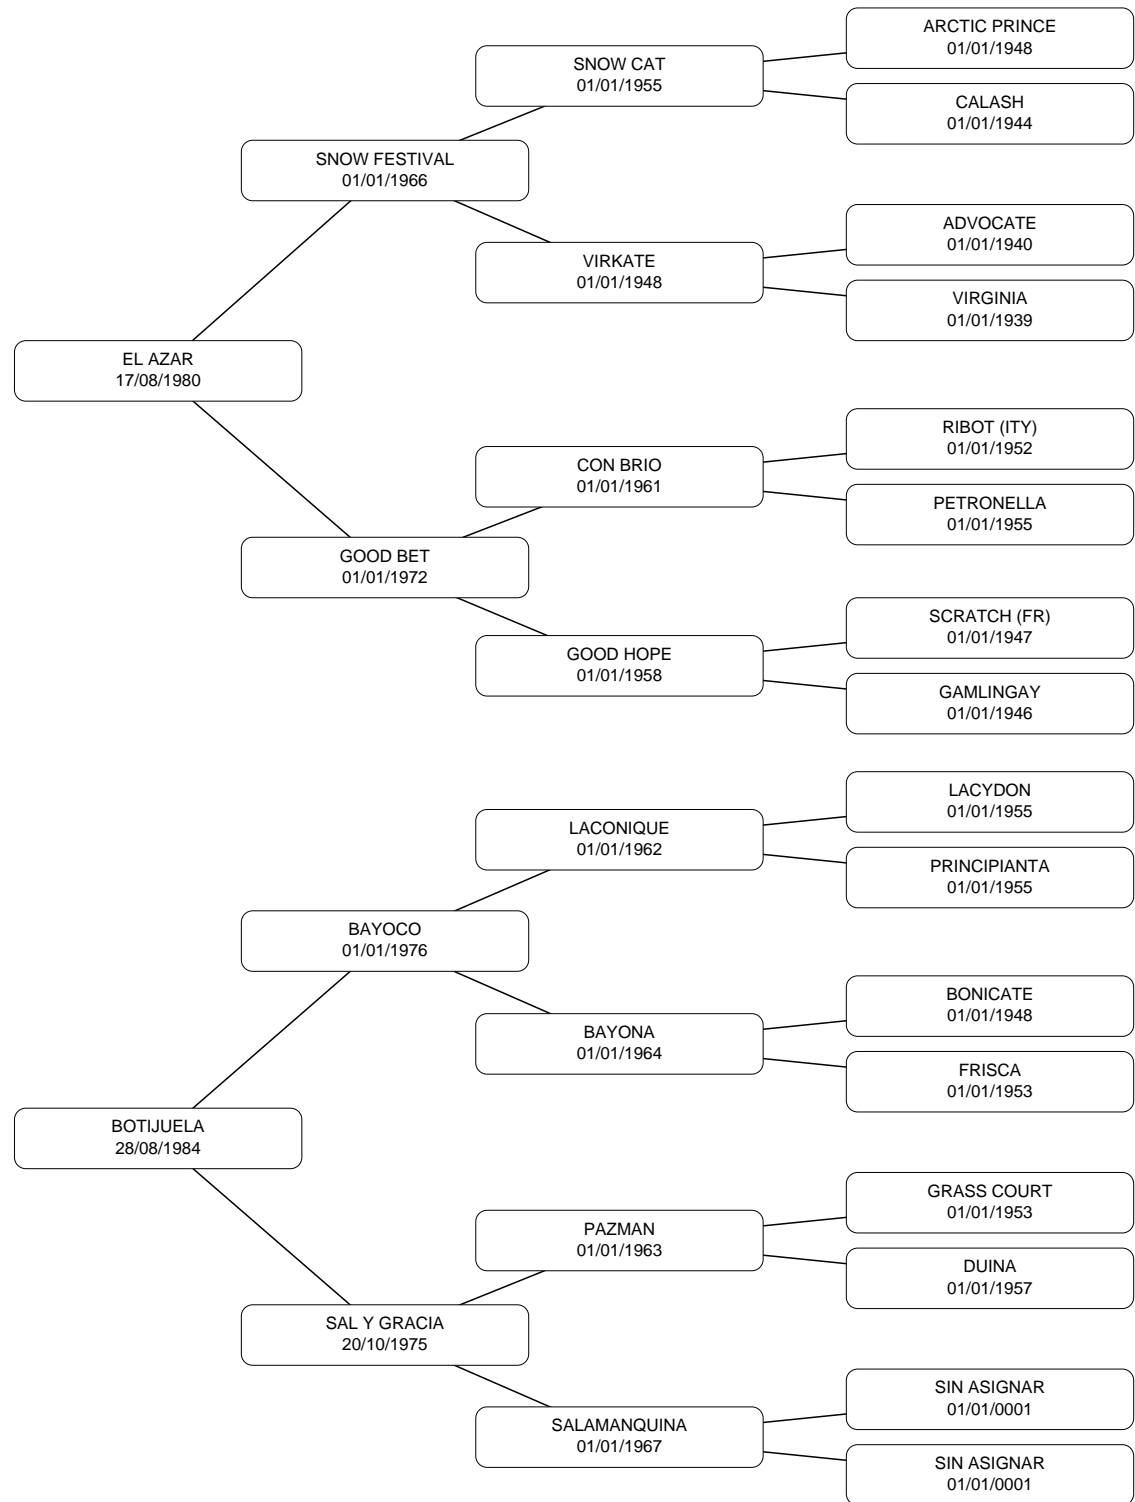 ARCTIC PRINCE
01/01/1948
SNOW CAT
01/01/1955
CALASH
01/01/1944
SNOW FESTIVAL
01/01/1966
ADVOCATE
01/01/1940
VIRKATE
01/01/1948
VIRGINIA
01/01/1939
EL AZAR
17/08/1980
RIBOT (ITY)
01/01/1952
CON BRIO
01/01/1961
PETRONELLA
01/01/1955
GOOD BET
01/01/1972
SCRATCH (FR)
01/01/1947
GOOD HOPE
01/01/1958
GAMLINGAY
01/01/1946
LACYDON
01/01/1955
LACONIQUE
01/01/1962
PRINCIPIANTA
01/01/1955
BAYOCO
01/01/1976
BONICATE
01/01/1948
BAYONA
01/01/1964
FRISCA
01/01/1953
BOTIJUELA
28/08/1984
GRASS COURT
01/01/1953
PAZMAN
01/01/1963
DUINA
01/01/1957
SAL Y GRACIA
20/10/1975
SIN ASIGNAR
01/01/0001
SALAMANQUINA
01/01/1967
SIN ASIGNAR
01/01/0001